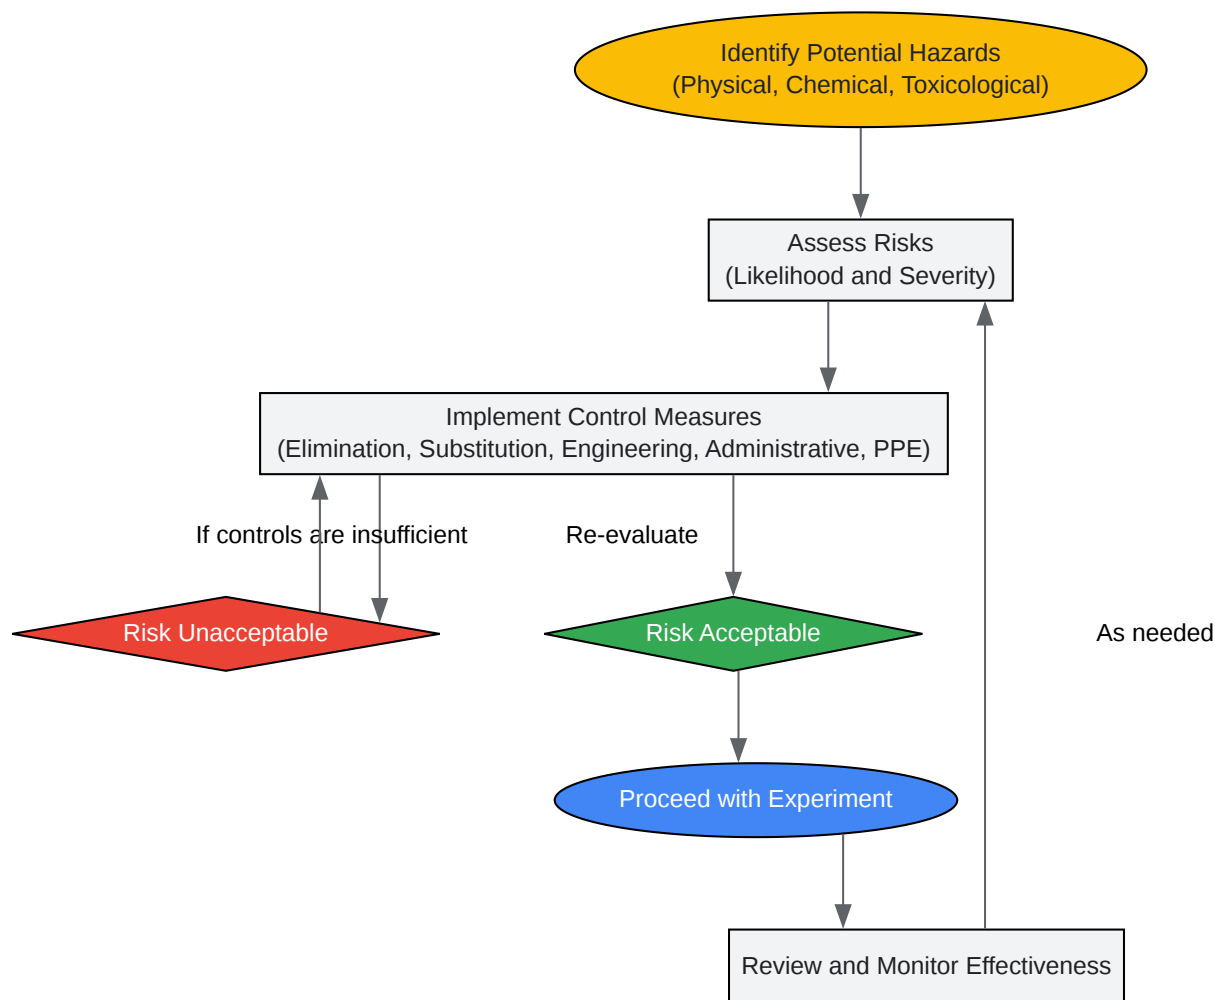 Identify Potential Hazards
(Physical, Chemical, Toxicological)
Assess Risks
(Likelihood and Severity)
Implement Control Measures
(Elimination, Substitution, Engineering, Administrative, PPE)
If controls are insufficient
Re-evaluate
Risk Unacceptable
Risk Acceptable
As needed
Proceed with Experiment
Review and Monitor Effectiveness